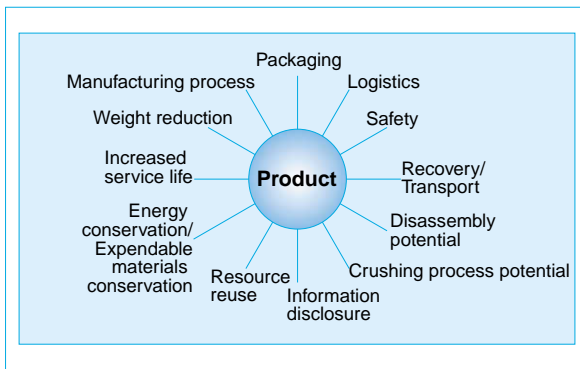 Packaging
Manufacturing process
Logistics
Weight reduction
Safety
Increased
service life
Product
Recovery/
Transport
Energy
conservation/
Expendable
materials
conservation
Disassembly
potential
Resource
reuse
Information
disclosure
Crushing process potential